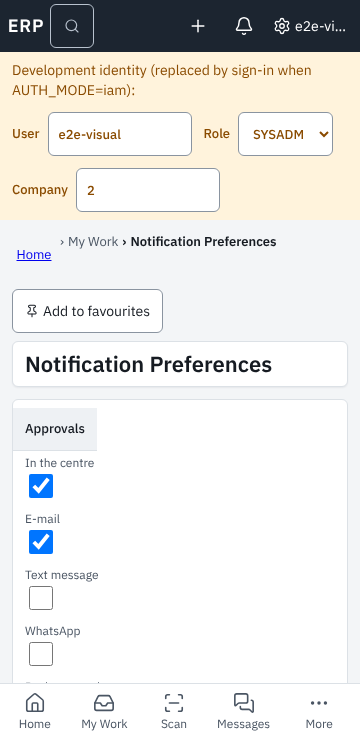 ERP
e2e-vi...
Development identity (replaced by sign-in when
AUTH_MODE=iam):
User e2e-visual Role SYSADM
Company 2
Home › My Work › Notification Preferences
Add to favourites
Notification Preferences
Approvals
In the centre
E-mail
Text message
WhatsApp
Home My Work Scan Messages More